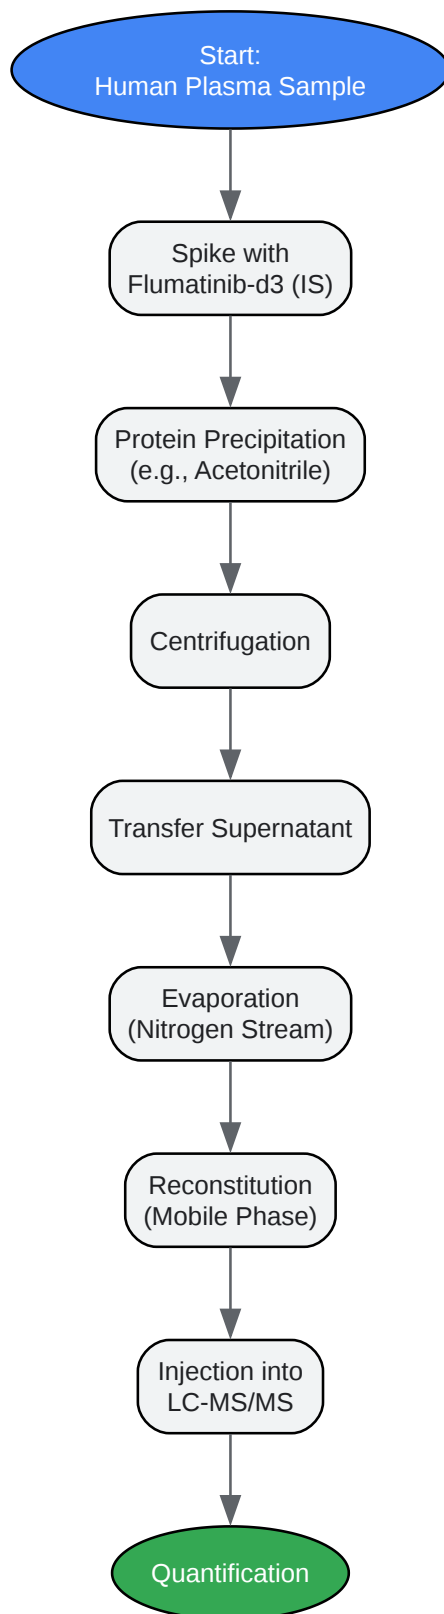 Start:
Human Plasma Sample
Spike with
Flumatinib-d3 (IS)
Protein Precipitation
(e.g., Acetonitrile)
Centrifugation
Transfer Supernatant
Evaporation
(Nitrogen Stream)
Reconstitution
(Mobile Phase)
Injection into
LC-MS/MS
Quantification